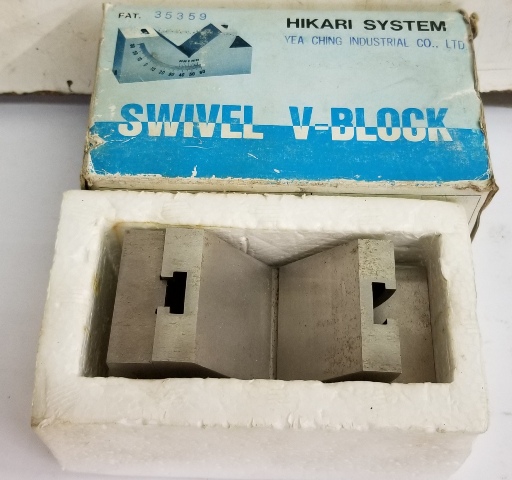 PAT. 35359
HIKARI SYSTEM
YEA CHING INDUSTRIAL CO., LTD
SWIVEL V-BLOCK